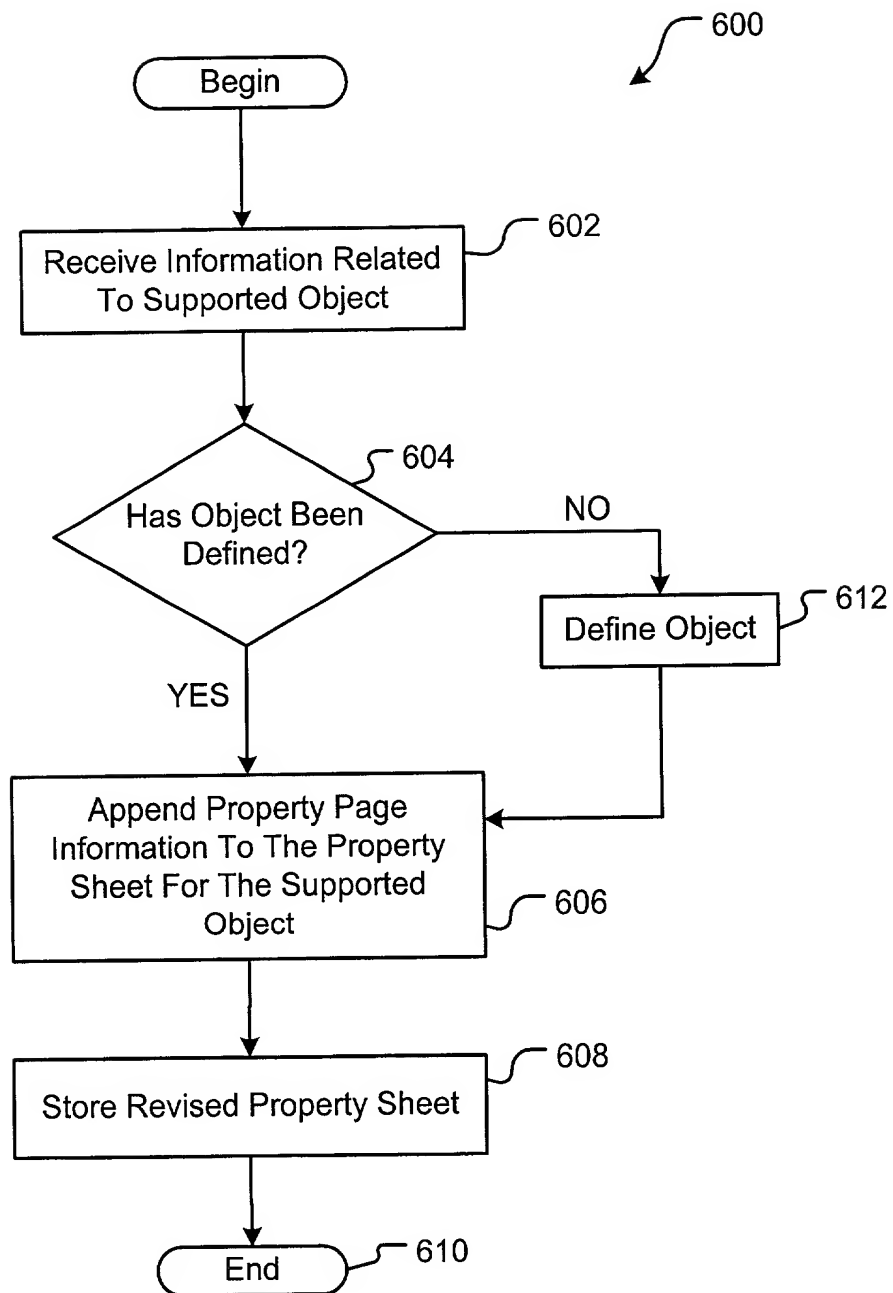 600
Begin
602
Receive Information Related
To Supported Object
604
Has Object Been
Defined?
NO
612
Define Object
YES
Append Property Page
Information To The Property
Sheet For The Supported
Object
606
608
Store Revised Property Sheet
610
End